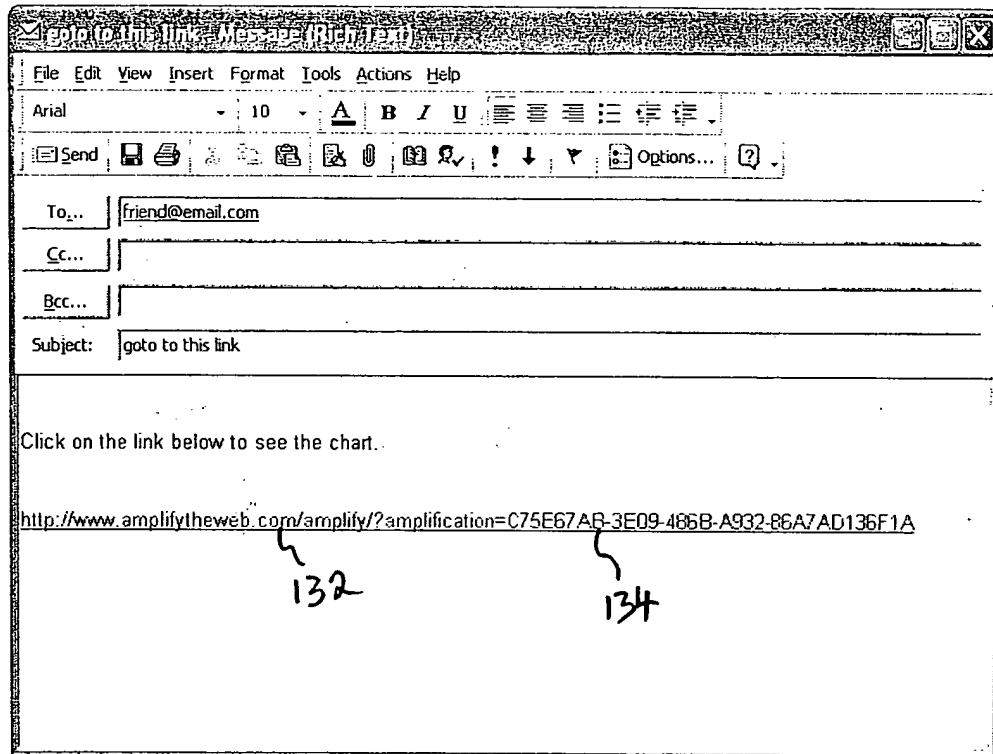 goto to this link - Message (Rich Text)
File Edit View Insert Format Tools Actions Help
Arial 10 A B I U
Send Options...
To... friend@email.com
Cc...
Bcc...
Subject: goto to this link
Click on the link below to see the chart.
http://www.amplifytheweb.com/amplify/?amplification=C75E67AB-3E09-486B-A932-86A7AD136F1A
132 134